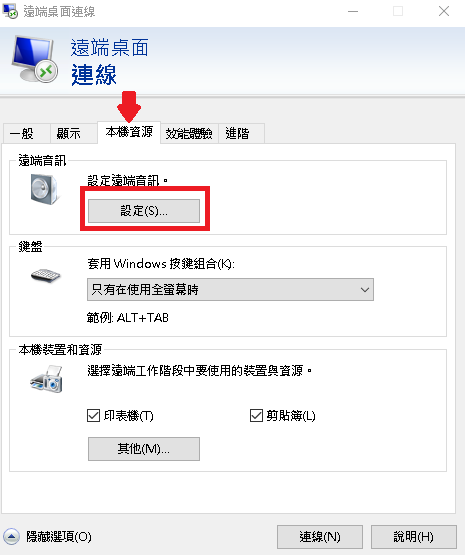 遠端桌面連線
遠端桌面
連線
一般 顯示 本機資源 效能體驗 進階
遠端音訊
設定遠端音訊。
設定(S)...
鍵盤
套用 Windows 按鍵組合(K):
只有在使用全螢幕時
範例: ALT+TAB
本機裝置和資源
選擇遠端工作階段中要使用的裝置與資源。
印表機(T) 剪貼簿(L)
其他(M)...
隱藏選項(O) 連線(N) 說明(H)